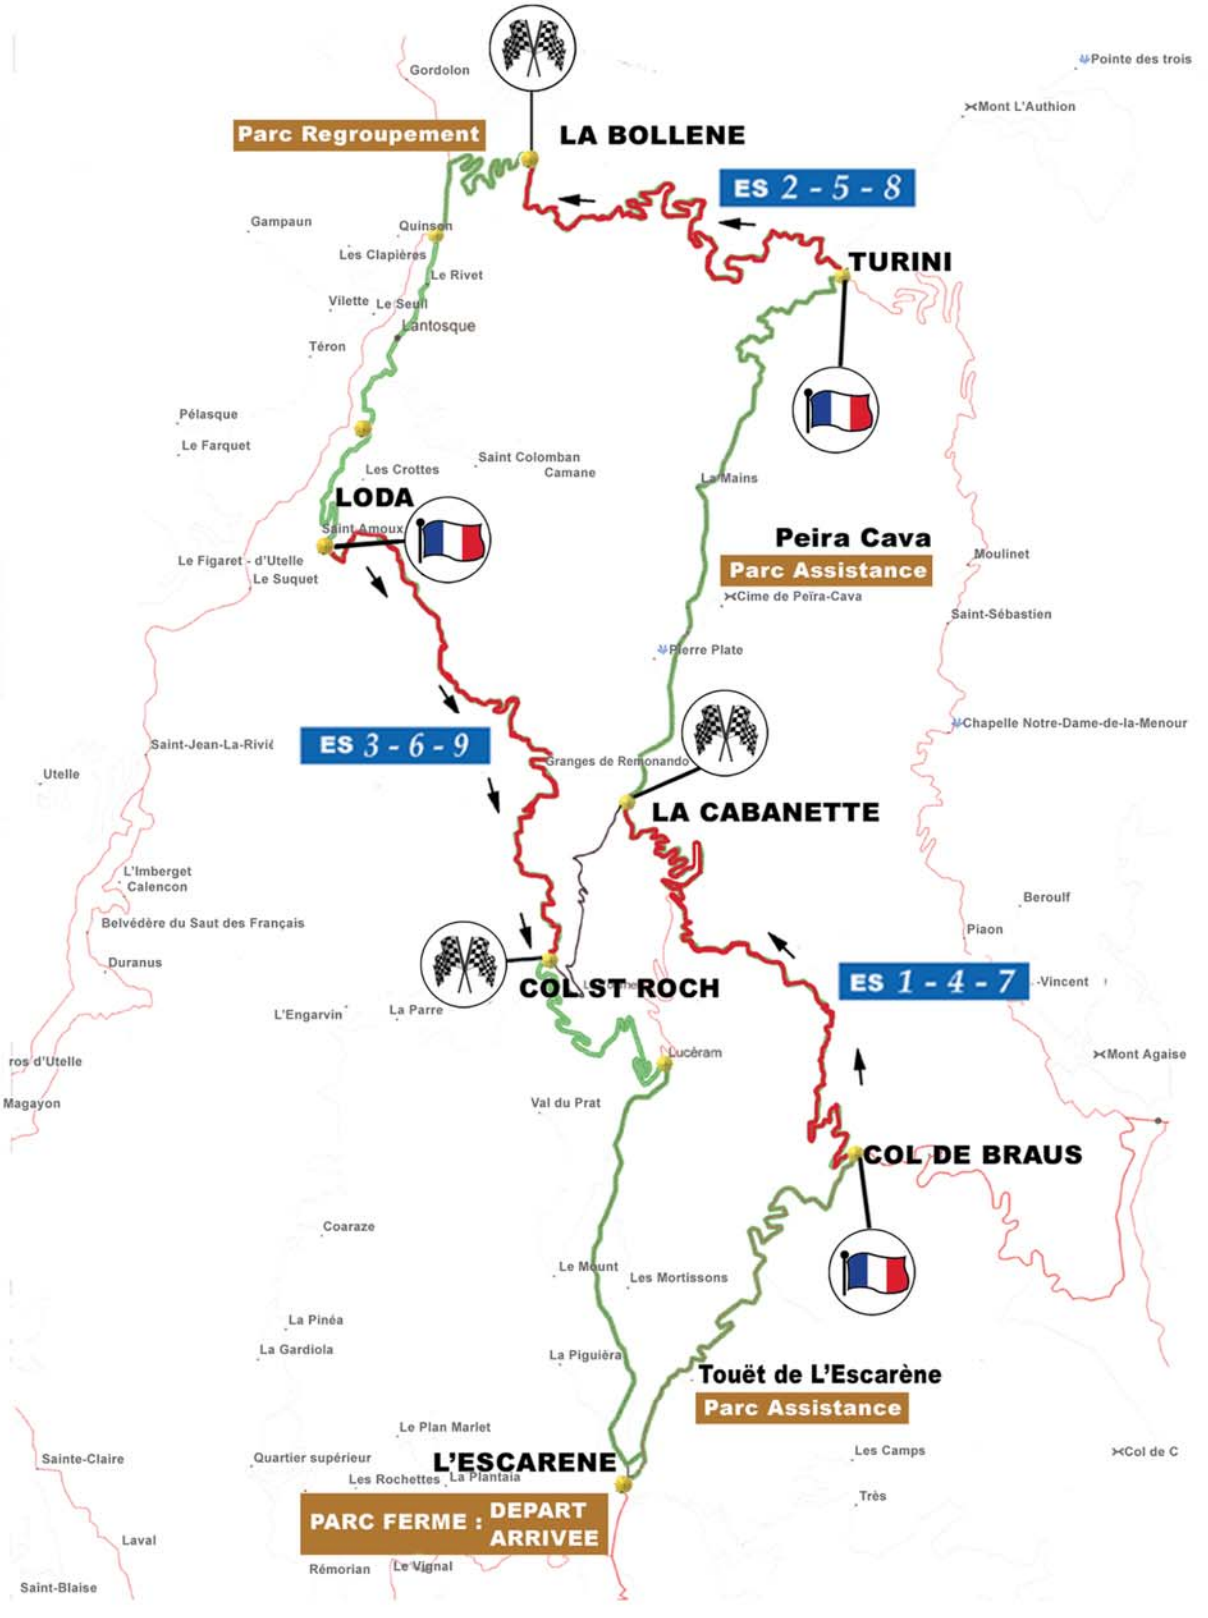 Gordolon
Pointe des trois
Mont L'Authion
Parc Regroupement
LA BOLLENE
ES 2 - 5 - 8
Gampaun
Quinson
Les Clapières
TURINI
Le Rivet
Vilette
Le Seuil
Lantosque
Téron
Pélasque
Le Farquet
Saint Colomban
Camane
Les Crottes
La Mains
LODA
Saint Amoux
Peira Cava
Parc Assistance
Moulinet
Le Figaret - d'Utelle
Le Suquet
Cime de Peïra-Cava
Saint-Sébastien
Pierre Plate
Chapelle Notre-Dame-de-la-Menour
ES 3 - 6 - 9
Saint-Jean-La-Riviè
Granges de Remonando
Utelle
LA CABANETTE
L'Imberget
Calencon
Beroulf
Belvédère du Saut des Français
Piaon
Duranus
ES 1 - 4 - 7
-Vincent
COL ST ROCH
L'Engarvin
La Parre
Lucéram
Mont Agaise
ros d'Utelle
Magayon
Val du Prat
COL DE BRAUS
Coaraze
Le Mount
Les Mortissons
La Pinéa
La Gardiola
La Piguièra
Touët de L'Escarène
Parc Assistance
Le Plan Marlet
Sainte-Claire
Quartier supérieur
L'ESCARENE
Les Camps
Col de C
Les Rochettes
La Plantaia
Très
PARC FERME : DEPART
ARRIVEE
Laval
Rémorian
Le Vignal
Saint-Blaise